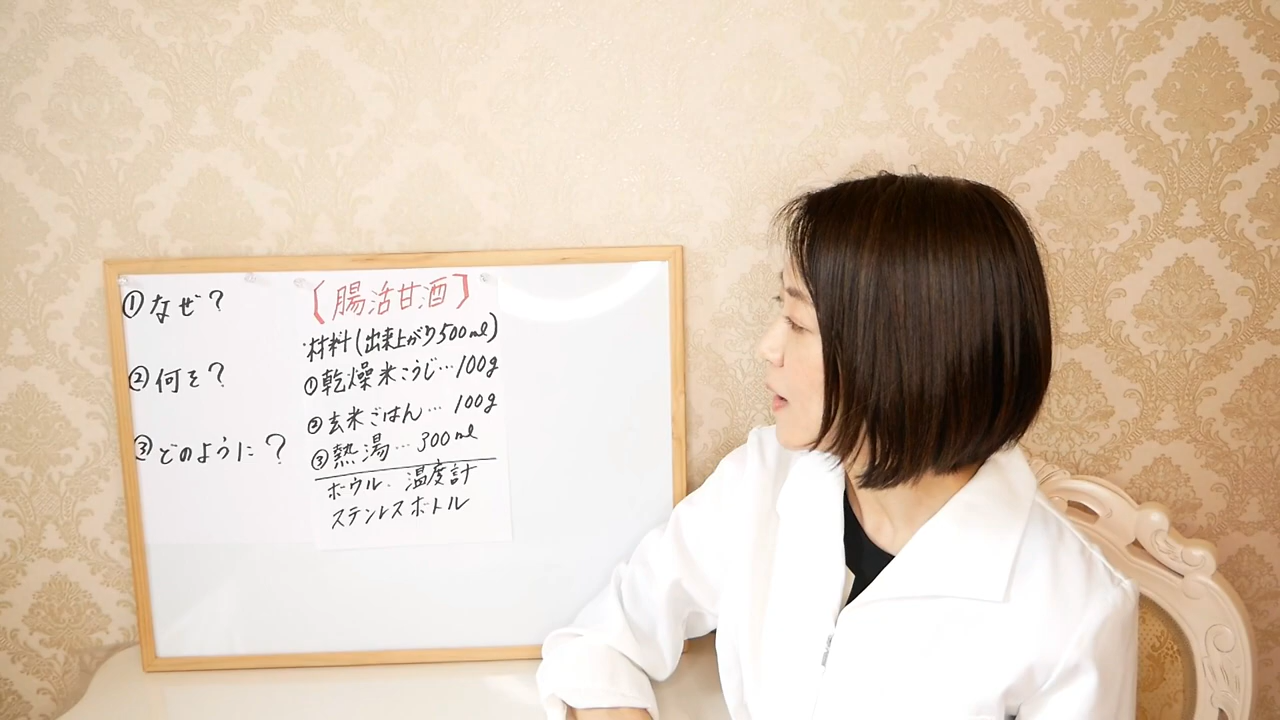 ①なぜ？
②何を？
③どのように？
【腸活甘酒】
・材料(出来上がり500ml)
①乾燥米こうじ…100g
②玄米ごはん…100g
③熱湯…300ml
ボウル、温度計
ステンレスボトル